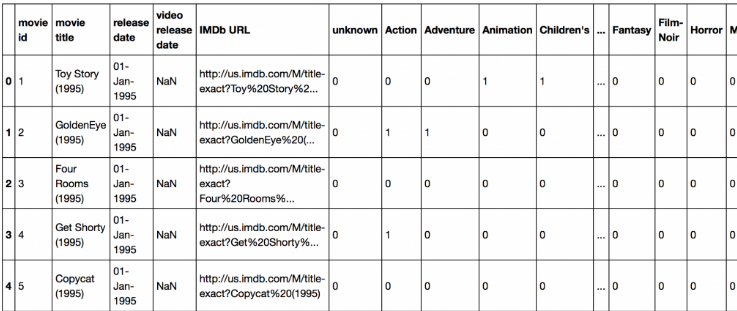 movie id movie title release date video release date IMDb URL unknown Action Adventure Animation Children's ... Fantasy Film-Noir Horror M
0 1 Toy Story (1995) 01-Jan-1995 NaN http://us.imdb.com/M/title-exact?Toy%20Story%2... 0 0 0 1 1 ... 0 0 0 0
1 2 GoldenEye (1995) 01-Jan-1995 NaN http://us.imdb.com/M/title-exact?GoldenEye%20(... 0 1 1 0 0 ... 0 0 0 0
2 3 Four Rooms (1995) 01-Jan-1995 NaN http://us.imdb.com/M/title-exact?Four%20Rooms%... 0 0 0 0 0 ... 0 0 0 0
3 4 Get Shorty (1995) 01-Jan-1995 NaN http://us.imdb.com/M/title-exact?Get%20Shorty%... 0 1 0 0 0 ... 0 0 0 0
4 5 Copycat (1995) 01-Jan-1995 NaN http://us.imdb.com/M/title-exact?Copycat%20(1995) 0 0 0 0 0 ... 0 0 0 0